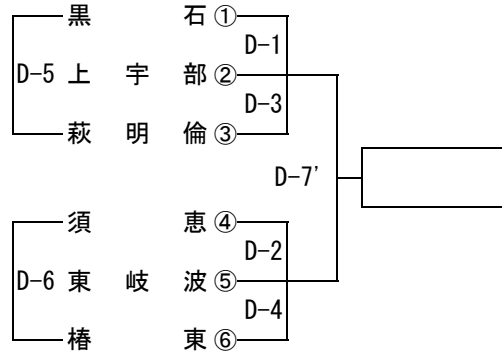 黒　　石①
D-1
D-5 上　宇　部②
D-3
萩　明　倫③
D-7'
須　　恵④
D-2
D-6 東　岐　波⑤
D-4
椿　　東⑥